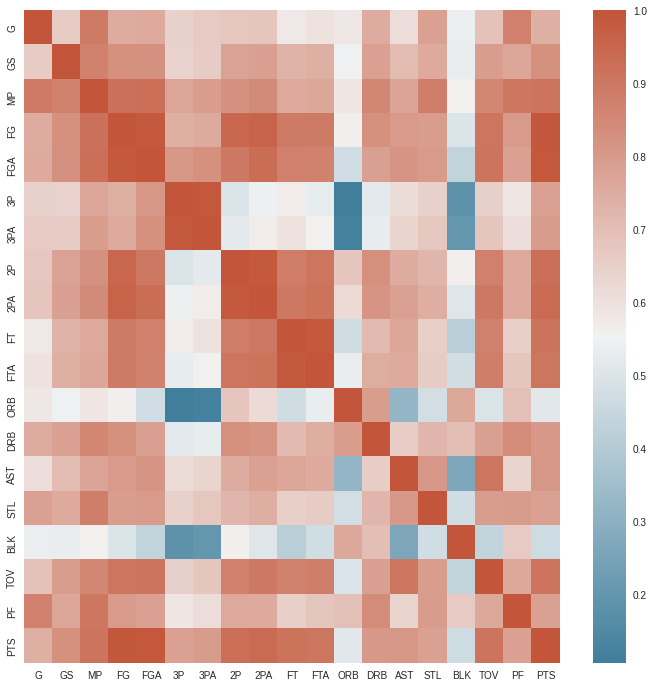 G
GS
MP
FG
FGA
3P
3PA
2P
2PA
FT
FTA
ORB
DRB
AST
STL
BLK
TOV
PF
PTS
G GS MP FG FGA 3P 3PA 2P 2PA FT FTA ORB DRB AST STL BLK TOV PF PTS
1.0
0.9
0.8
0.7
0.6
0.5
0.4
0.3
0.2